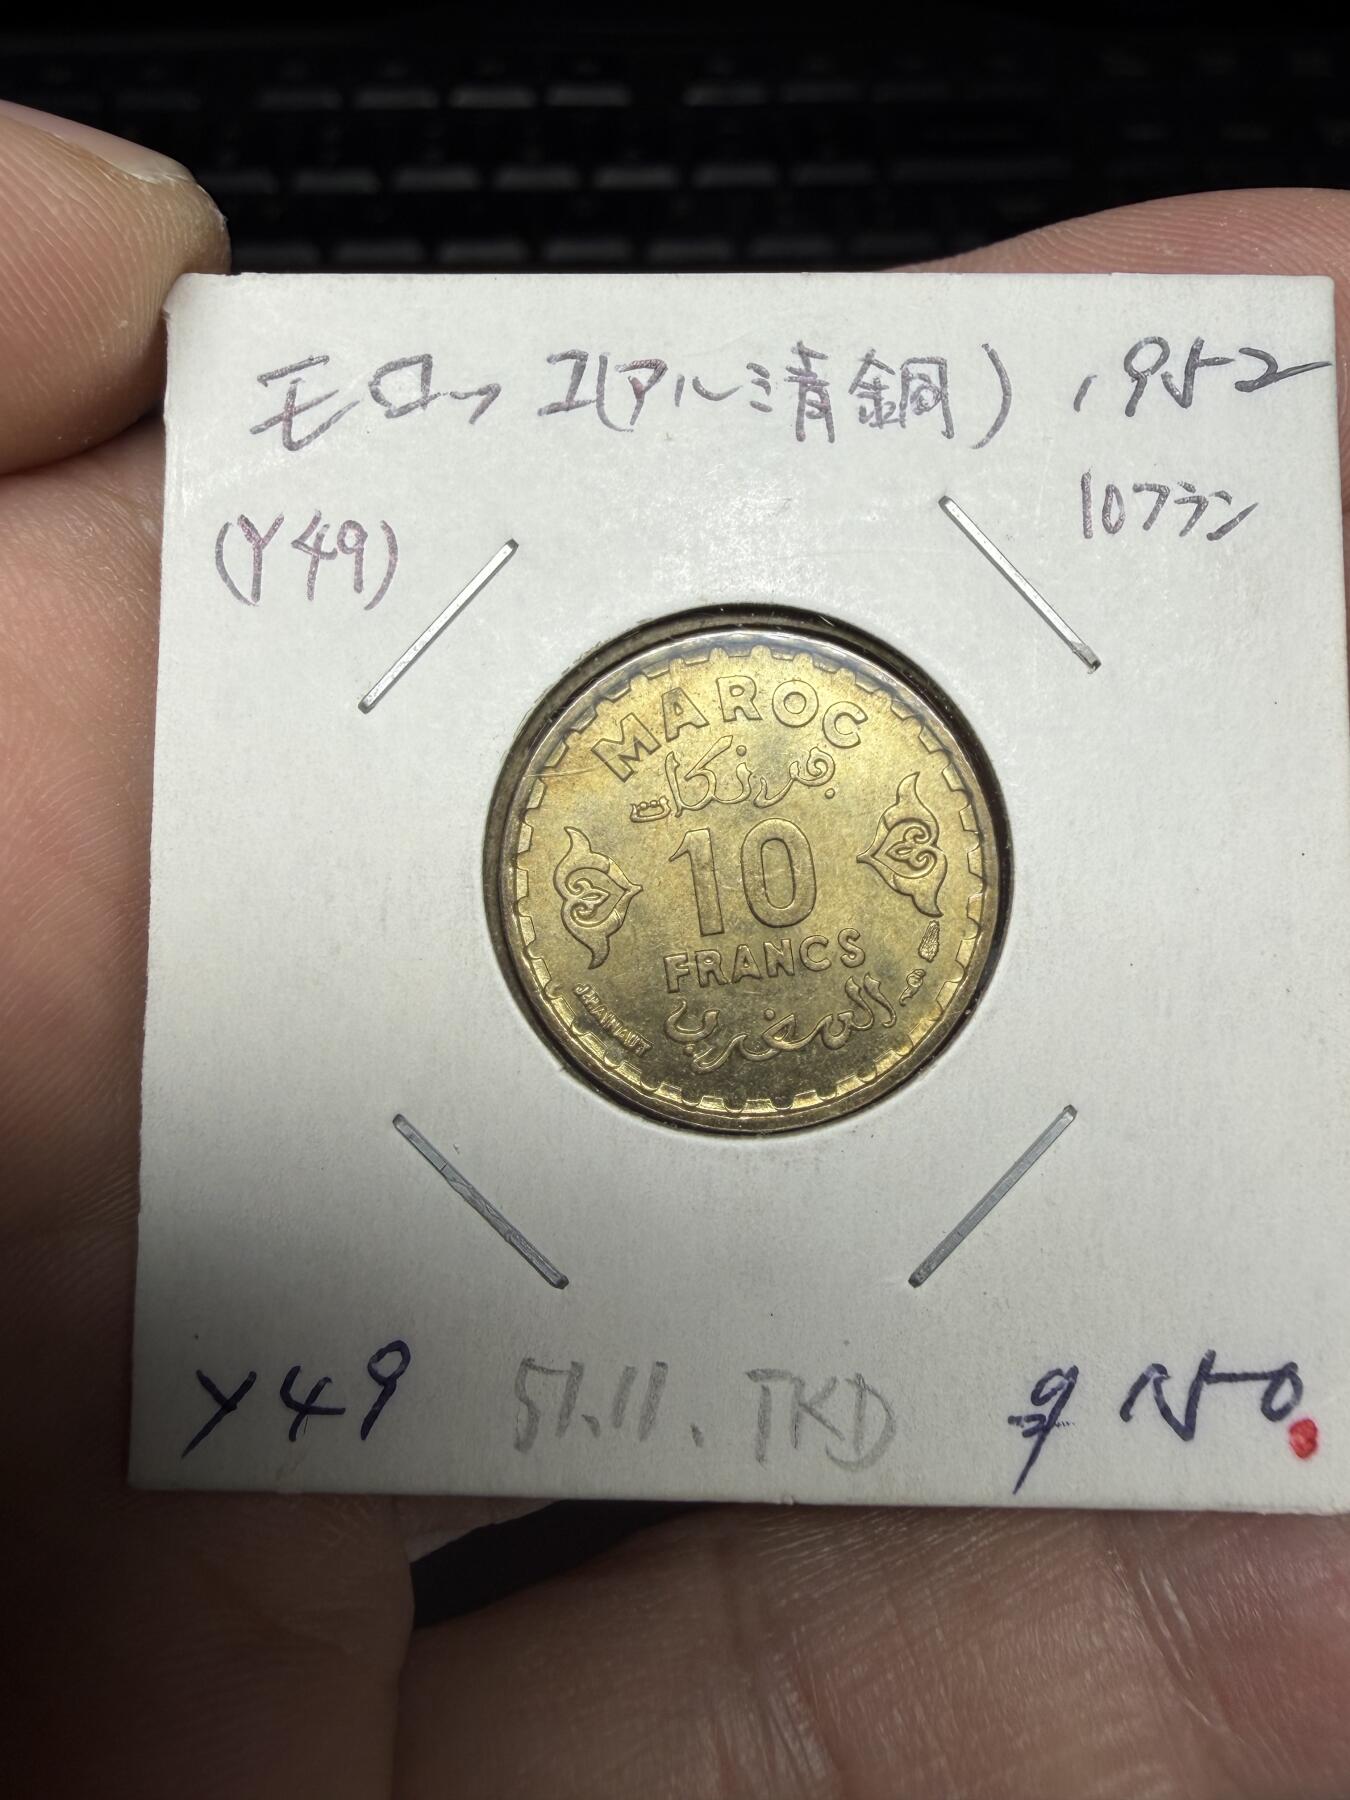 モロッコ(アルミ青銅) 1952
(Y49) 10フラン
MAROC
فرنكات
10
FRANCS
المغرب
Y49 51.11. TKD